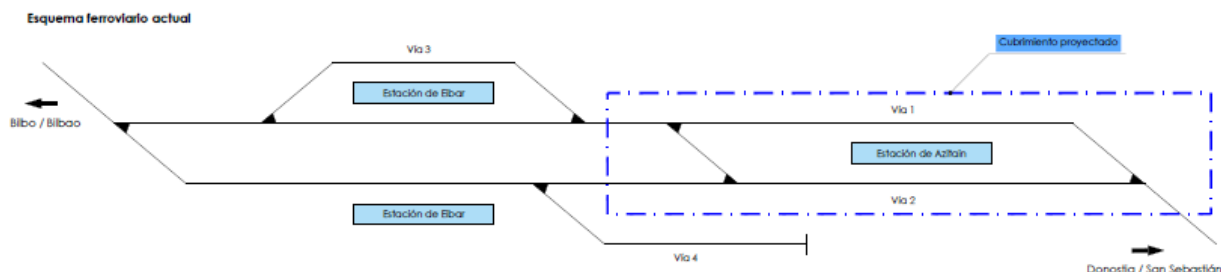 Esquema ferroviario actual
Vía 3
Cubrimiento proyectado
Estación de Eibar
Bilbo / Bilbao
Vía 1
Estación de Azitain
Estación de Eibar
Vía 2
Vía 4
Donostia / San Sebastián